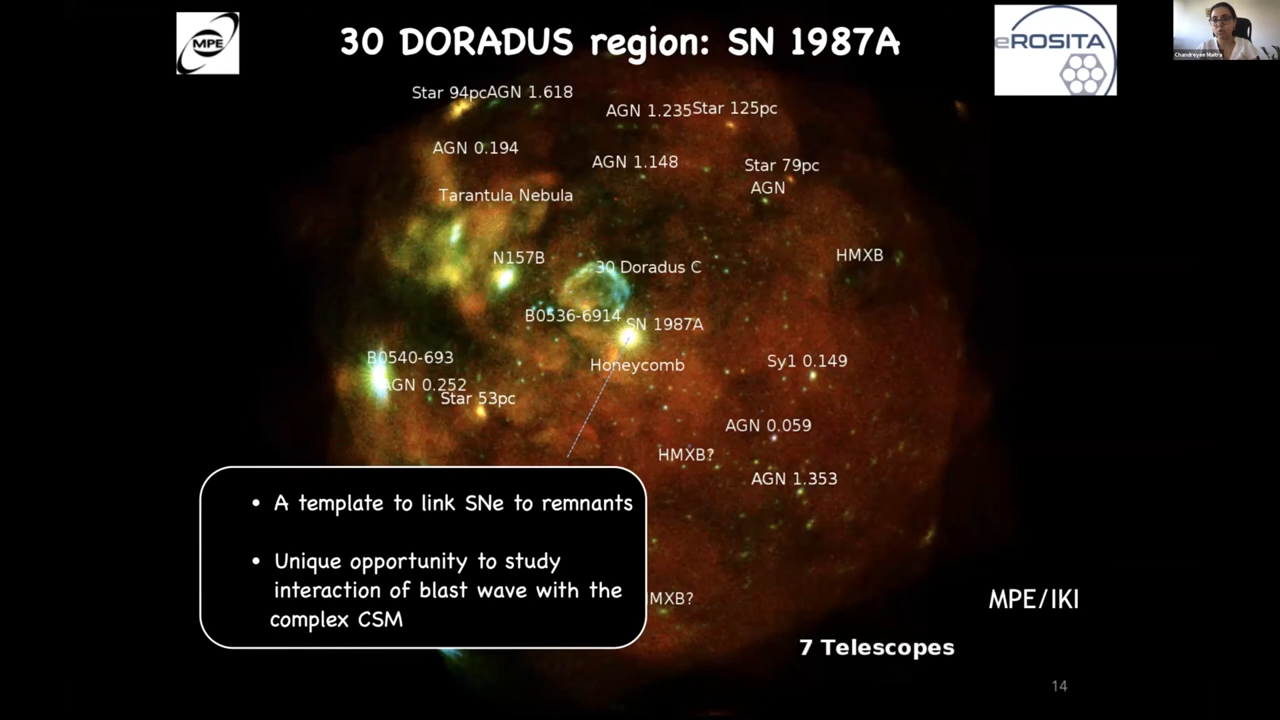 MPE
30 DORADUS region: SN 1987A
eROSITA
Chandreyee Maitra
Star 94pc
AGN 1.618
AGN 1.235
Star 125pc
AGN 0.194
AGN 1.148
Star 79pc
AGN
Tarantula Nebula
N157B
30 Doradus C
HMXB
B0536-6914
SN 1987A
B0540-693
Honeycomb
Sy1 0.149
AGN 0.252
Star 53pc
AGN 0.059
HMXB?
AGN 1.353
• A template to link SNe to remnants
• Unique opportunity to study
interaction of blast wave with the
complex CSM
MXB?
MPE/IKI
7 Telescopes
14